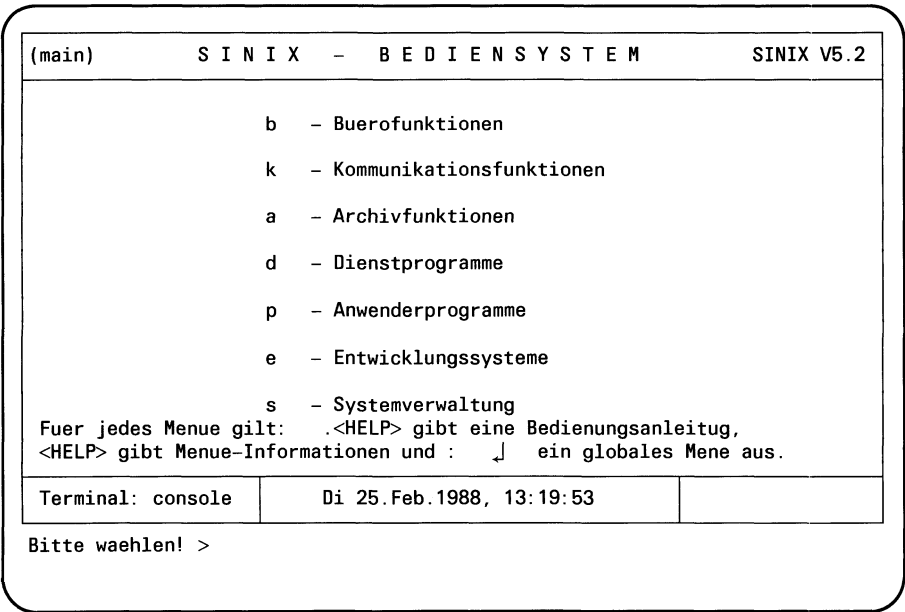 (main) S I N I X – B E D I E N S Y S T E M SINIX V5.2
b – Buerofunktionen
k – Kommunikationsfunktionen
a – Archivfunktionen
d – Dienstprogramme
p – Anwenderprogramme
e – Entwicklungssysteme
s – Systemverwaltung
Fuer jedes Menue gilt: .<HELP> gibt eine Bedienungsanleitug,
<HELP> gibt Menue–Informationen und : ↲ ein globales Mene aus.
Terminal: console Di 25.Feb.1988, 13:19:53
Bitte waehlen! >